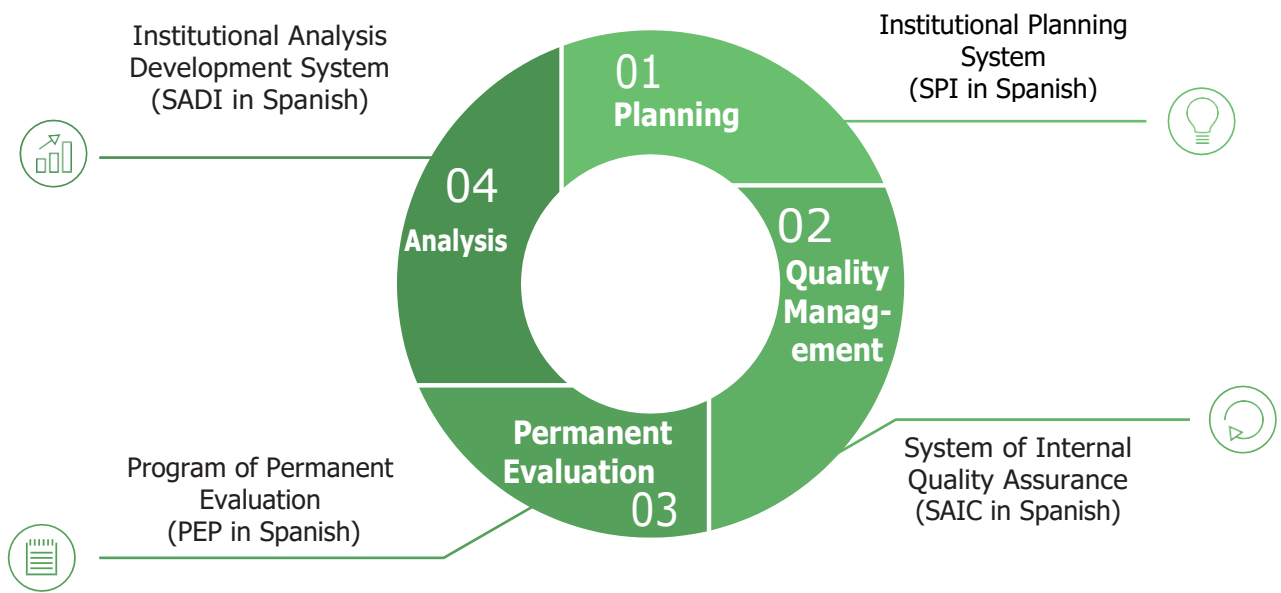 Institutional Analysis
Development System
(SADI in Spanish)
Institutional Planning
System
(SPI in Spanish)
01
Planning
02
Quality
Manag-
ement
Permanent
Evaluation
03
04
Analysis
System of Internal
Quality Assurance
(SAIC in Spanish)
Program of Permanent
Evaluation
(PEP in Spanish)